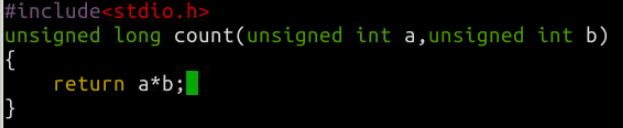 #include<stdio.h>
unsigned long count(unsigned int a,unsigned int b)
{
    return a*b;
}